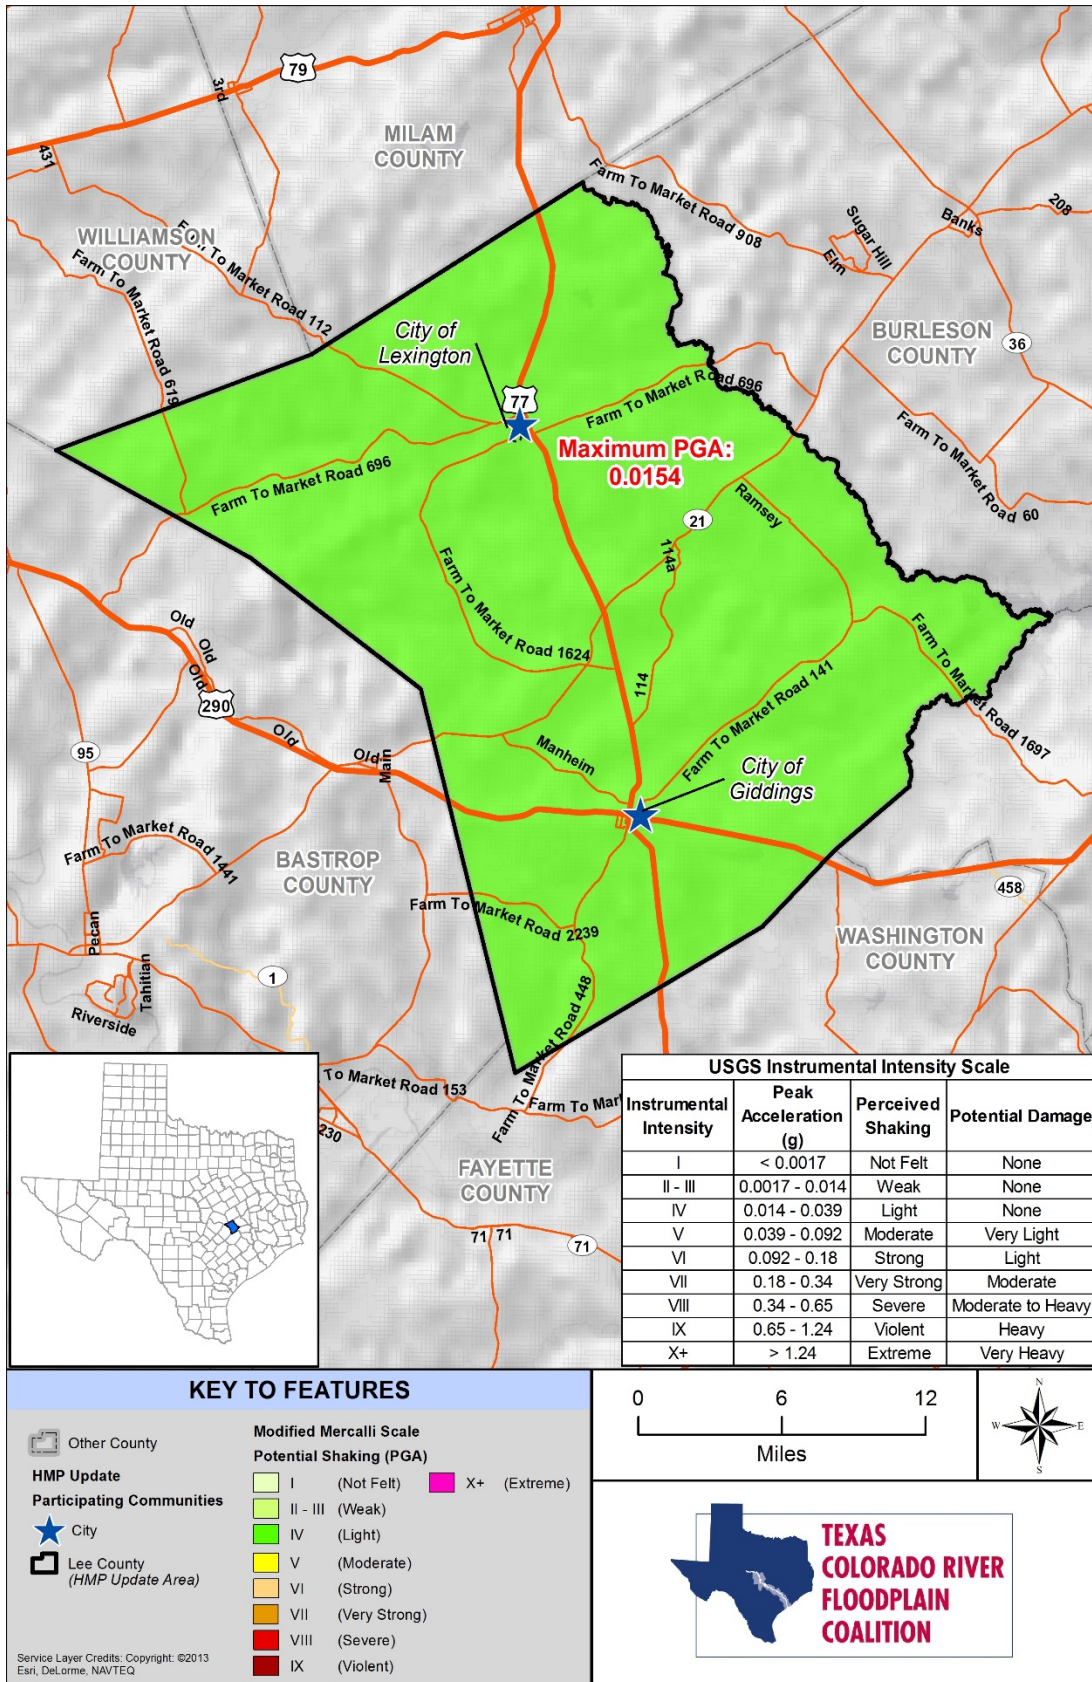 79
3rd
MILAM
COUNTY
431
Farm To Market Road 908
208
Banks
Sugar Hill
Elm
WILLIAMSON
COUNTY
Farm To Market Road 112
Farm To Market Road 619
BURLESON
COUNTY
36
City of
Lexington
77
Farm To Market Road 696
Farm To Market Road 60
Maximum PGA:
0.0154
Farm To Market Road 696
Ramsey
21
114a
Farm To Market Road 1624
Old
Old
Old
290
Old
114
Farm To Market Road 141
Farm To Market Road 1697
95
Old
Main
Manheim
City of
Giddings
Farm To Market Road 1441
BASTROP
COUNTY
458
Farm To Market Road 2239
WASHINGTON
COUNTY
Pecan
Tahitian
1
Riverside
Farm To Market Road 448
To Market Road 153
Farm To Mar
230
FAYETTE
COUNTY
71
71
71
USGS Instrumental Intensity Scale
Instrumental Intensity Peak Acceleration (g) Perceived Shaking Potential Damage
I < 0.0017 Not Felt None
II - III 0.0017 - 0.014 Weak None
IV 0.014 - 0.039 Light None
V 0.039 - 0.092 Moderate Very Light
VI 0.092 - 0.18 Strong Light
VII 0.18 - 0.34 Very Strong Moderate
VIII 0.34 - 0.65 Severe Moderate to Heavy
IX 0.65 - 1.24 Violent Heavy
X+ > 1.24 Extreme Very Heavy
KEY TO FEATURES
Other County
HMP Update
Participating Communities
City
Lee County
(HMP Update Area)
Service Layer Credits: Copyright: ©2013
Esri, DeLorme, NAVTEQ
Modified Mercalli Scale
Potential Shaking (PGA)
I (Not Felt)
II - III (Weak)
IV (Light)
V (Moderate)
VI (Strong)
VII (Very Strong)
VIII (Severe)
IX (Violent)
X+ (Extreme)
0 6 12
Miles
N
W E
S
TEXAS
COLORADO RIVER
FLOODPLAIN
COALITION